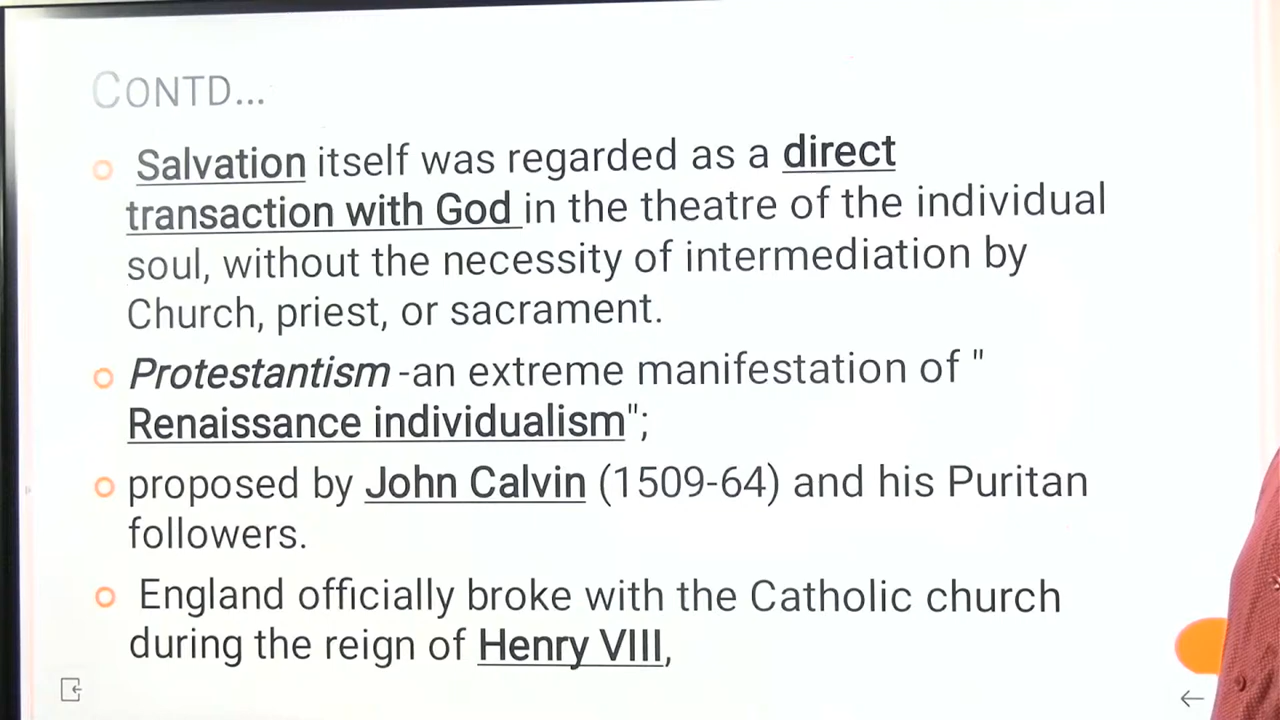 CONTD...
Salvation itself was regarded as a direct
transaction with God in the theatre of the individual
soul, without the necessity of intermediation by
Church, priest, or sacrament.
Protestantism -an extreme manifestation of "
Renaissance individualism";
proposed by John Calvin (1509-64) and his Puritan
followers.
England officially broke with the Catholic church
during the reign of Henry VIII,